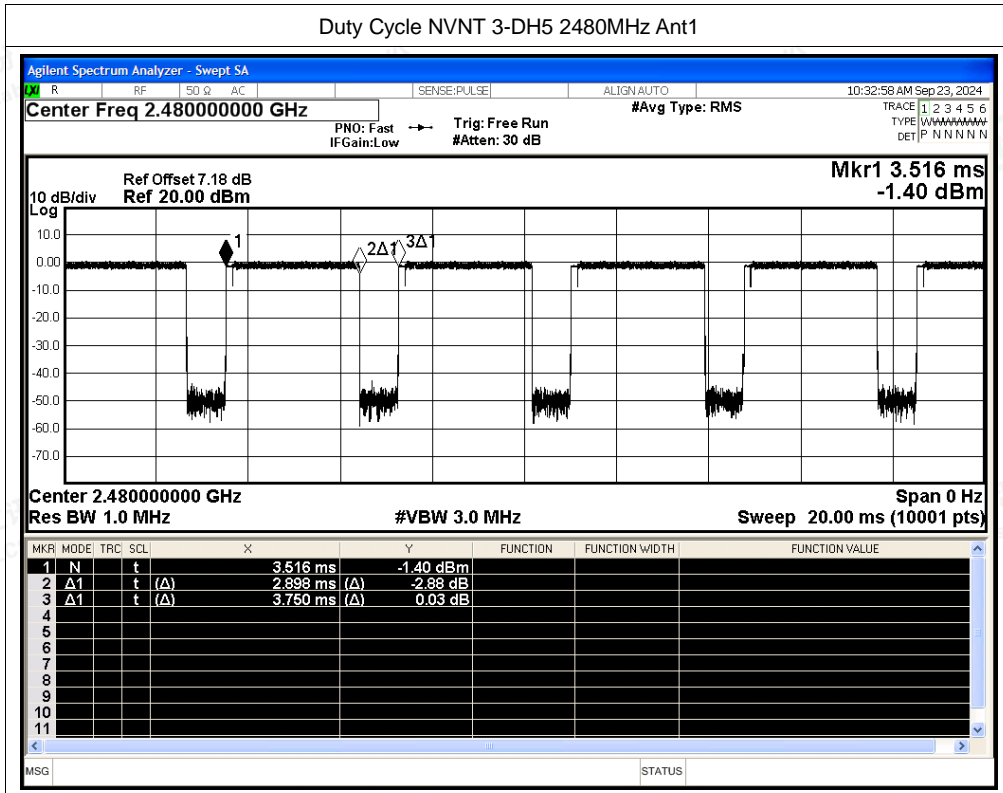 Duty Cycle NVNT 3-DH5 2480MHz Ant1
Agilent Spectrum Analyzer - Swept SA
LXI R RF 50 Ω AC SENSE:PULSE ALIGN AUTO 10:32:58 AM Sep 23, 2024
Center Freq 2.480000000 GHz #Avg Type: RMS TRACE 1 2 3 4 5 6
PNO: Fast Trig: Free Run TYPE WWWWWW
IFGain:Low #Atten: 30 dB DET P N N N N N
Mkr1 3.516 ms
Ref Offset 7.18 dB
10 dB/div Ref 20.00 dBm -1.40 dBm
Log
10.0
1 2Δ1 3Δ1
0.00
-10.0
-20.0
-30.0
-40.0
-50.0
-60.0
-70.0
Center 2.480000000 GHz Span 0 Hz
Res BW 1.0 MHz #VBW 3.0 MHz Sweep 20.00 ms (10001 pts)
MKR MODE TRC SCL X Y FUNCTION FUNCTION WIDTH FUNCTION VALUE
1 N t 3.516 ms -1.40 dBm
2 Δ1 t (Δ) 2.898 ms (Δ) -2.88 dB
3 Δ1 t (Δ) 3.750 ms (Δ) 0.03 dB
4
5
6
7
8
9
10
11
MSG STATUS